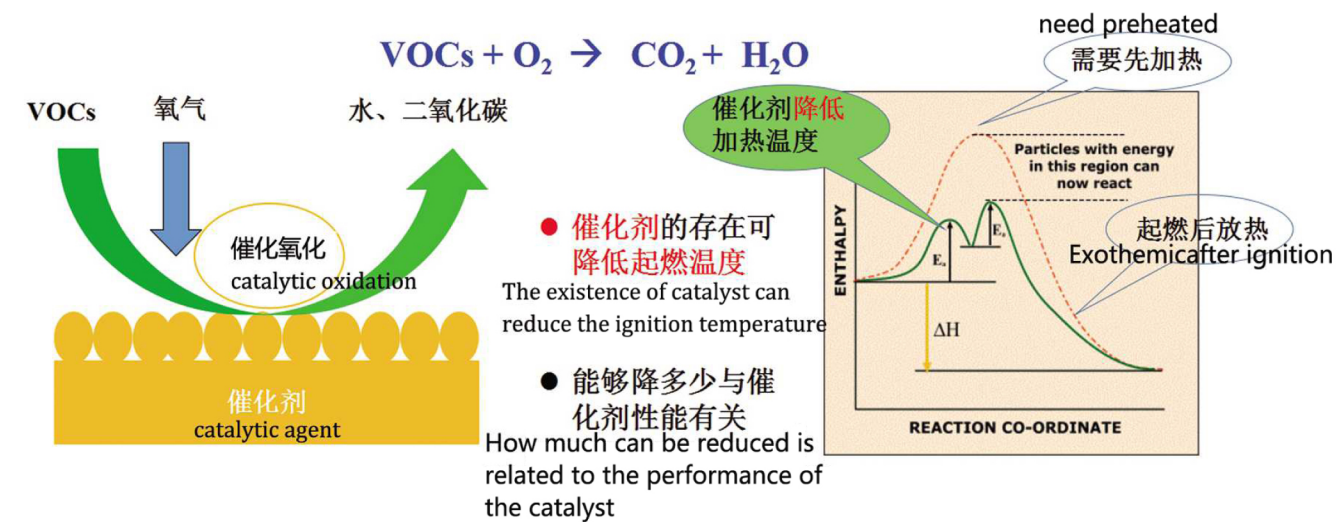 VOCs + O₂ → CO₂ + H₂O
VOCs
氧气
水、二氧化碳
催化氧化
catalytic oxidation
催化剂
catalytic agent
● 催化剂的存在可
降低起燃温度
The existence of catalyst can
reduce the ignition temperature
● 能够降多少与催
化剂性能有关
How much can be reduced is
related to the performance of
the catalyst
need preheated
需要先加热
催化剂降低
加热温度
Particles with energy
in this region can
now react
起燃后放热
Exothemicafter ignition
ENTHALPY
Eₐ
Eₐ
ΔH
REACTION CO-ORDINATE